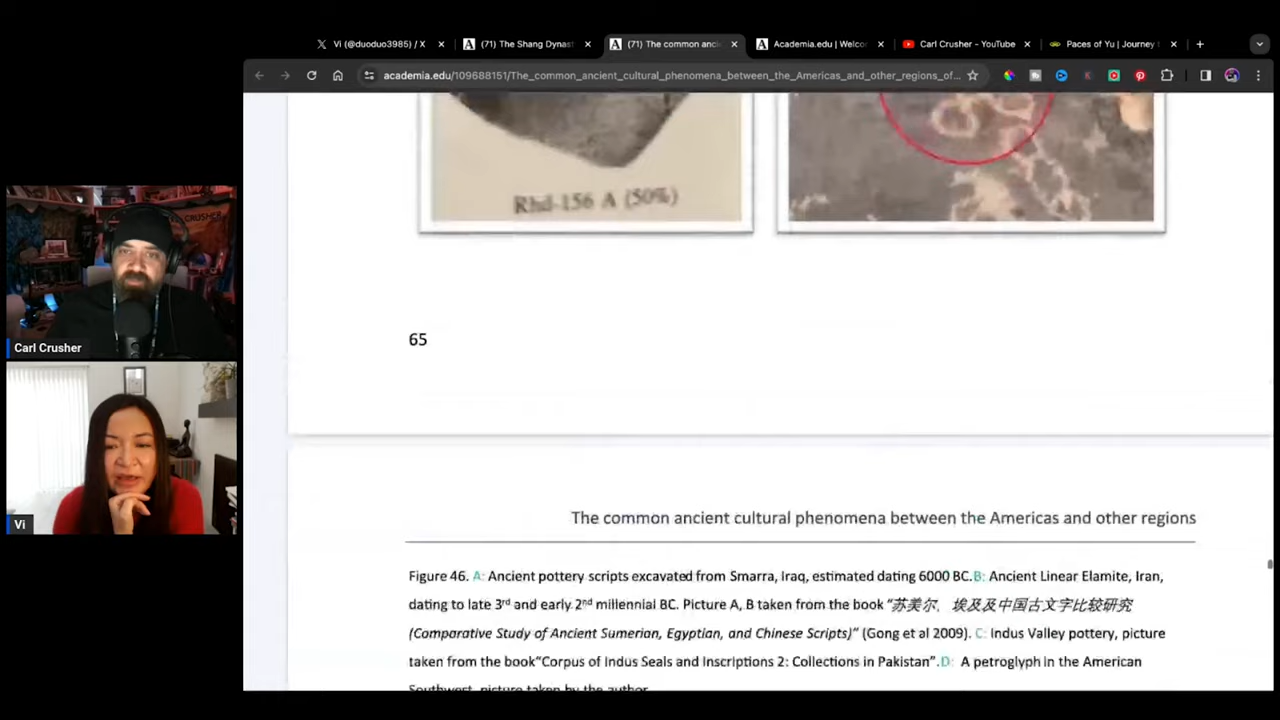 Vi (@duoduo3985) / X
(71) The Shang Dynast
(71) The common anci
Academia.edu | Welco
Carl Crusher - YouTube
Paces of Yu | Journey t
academia.edu/109688151/The_common_ancient_cultural_phenomena_between_the_Americas_and_other_regions_of...
Rhd-156 A (50%)
65
The common ancient cultural phenomena between the Americas and other regions
Figure 46. A: Ancient pottery scripts excavated from Smarra, Iraq, estimated dating 6000 BC.B: Ancient Linear Elamite, Iran,
dating to late 3rd and early 2nd millennial BC. Picture A, B taken from the book “苏美尔、埃及及中国古文字比较研究
(Comparative Study of Ancient Sumerian, Egyptian, and Chinese Scripts)” (Gong et al 2009). C: Indus Valley pottery, picture
taken from the book“Corpus of Indus Seals and Inscriptions 2: Collections in Pakistan”.D: A petroglyph in the American
Southwest, picture taken by the author.
Carl Crusher
Vi